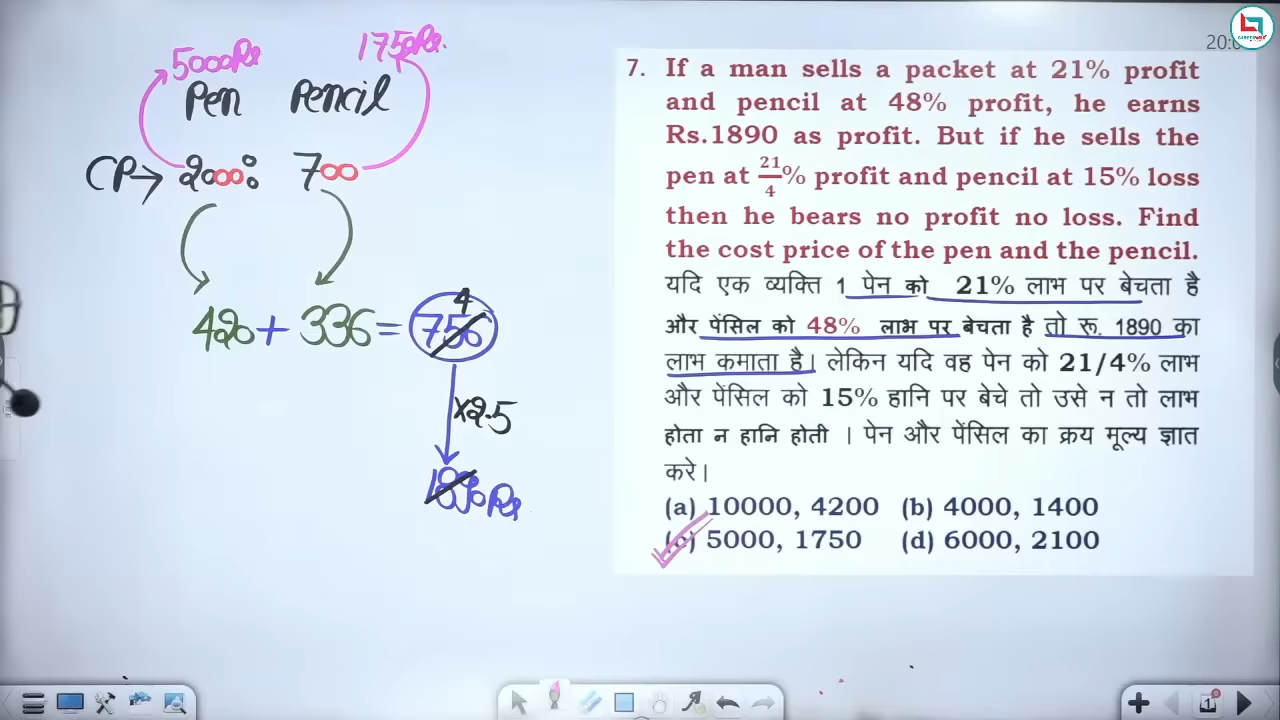 5000Rs 1750Rs.
Pen Pencil
CP→ 2000 : 700
420 + 336 = 756
4
×2.5
1890 Rs
7. If a man sells a packet at 21% profit
and pencil at 48% profit, he earns
Rs.1890 as profit. But if he sells the
pen at 21/4% profit and pencil at 15% loss
then he bears no profit no loss. Find
the cost price of the pen and the pencil.
यदि एक व्यक्ति 1 पेन को 21% लाभ पर बेचता है
और पेंसिल को 48% लाभ पर बेचता है तो रू. 1890 का
लाभ कमाता है। लेकिन यदि वह पेन को 21/4% लाभ
और पेंसिल को 15% हानि पर बेचे तो उसे न तो लाभ
होता न हानि होती । पेन और पेंसिल का क्रय मूल्य ज्ञात
करे।
(a) 10000, 4200 (b) 4000, 1400
(c) 5000, 1750 (d) 6000, 2100